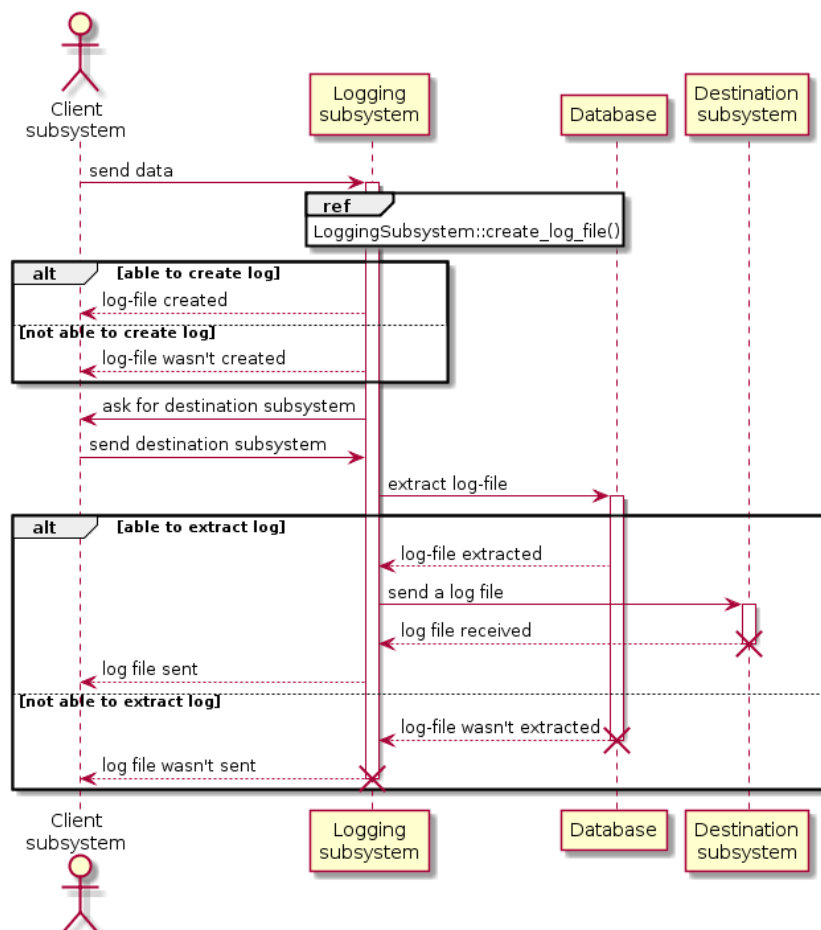 Client
subsystem
Logging
subsystem
Database
Destination
subsystem
send data
ref
LoggingSubsystem::create_log_file()
alt [able to create log]
log-file created
[not able to create log]
log-file wasn't created
ask for destination subsystem
send destination subsystem
extract log-file
alt [able to extract log]
log-file extracted
send a log file
log file received
log file sent
[not able to extract log]
log-file wasn't extracted
log file wasn't sent
Client
subsystem
Logging
subsystem
Database
Destination
subsystem